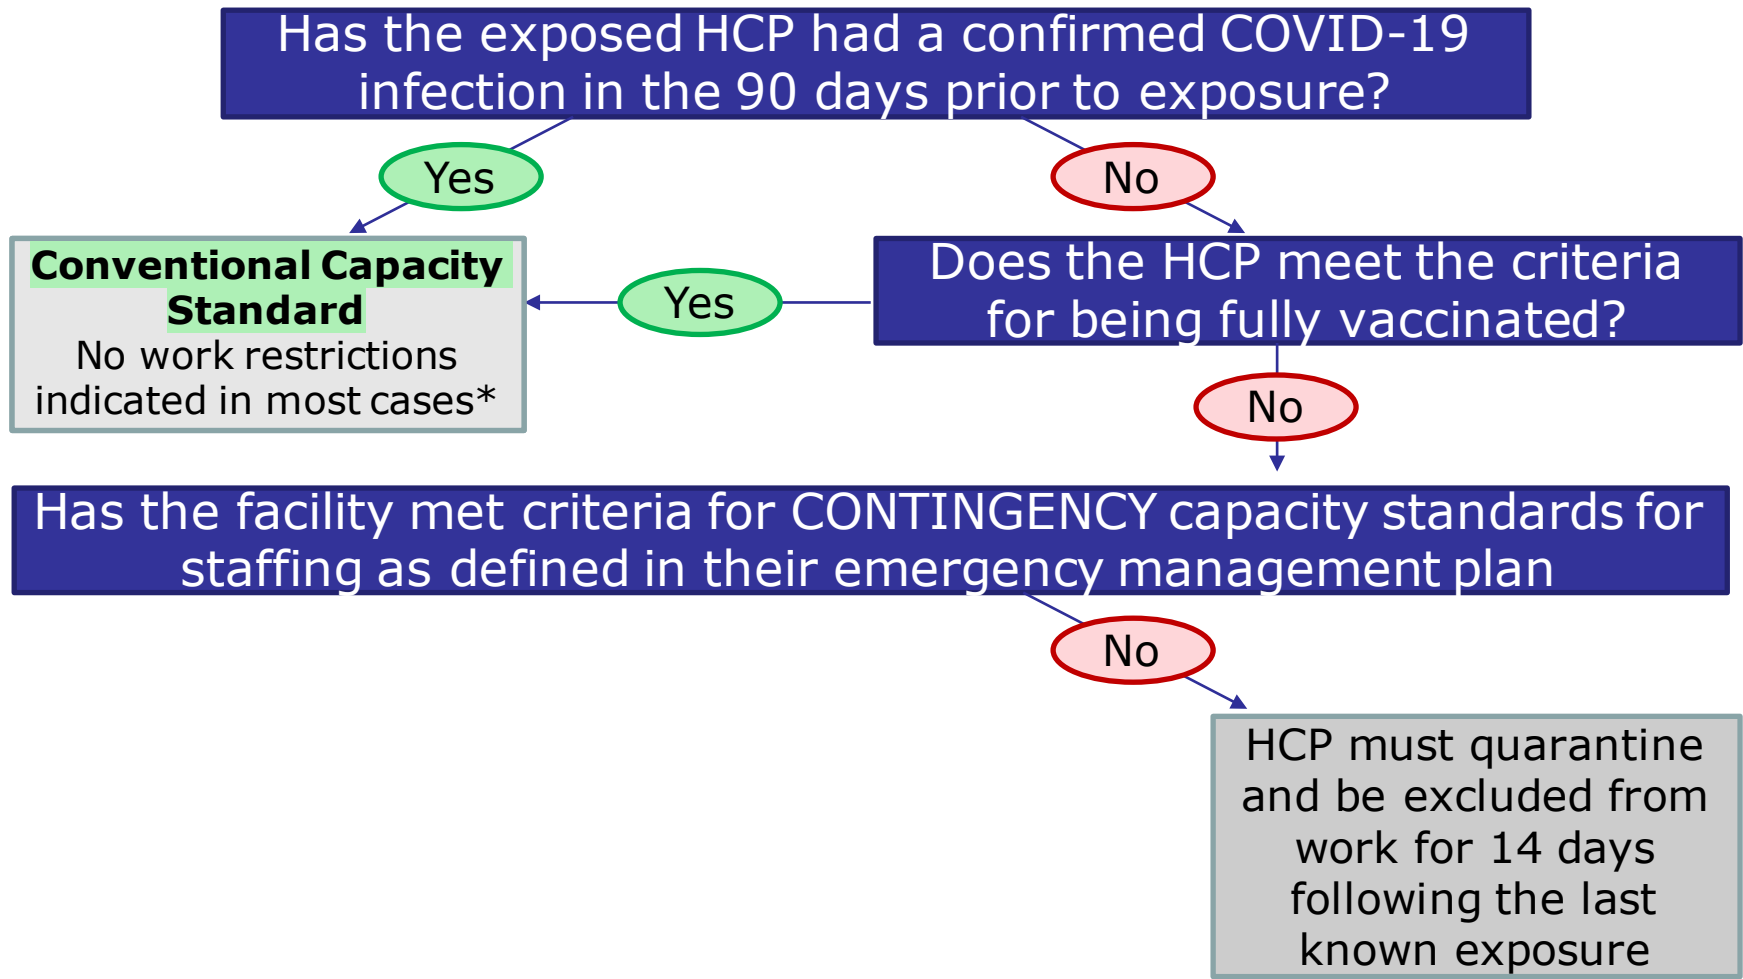 Has the exposed HCP had a confirmed COVID-19
infection in the 90 days prior to exposure?
Yes
No
Conventional Capacity
Standard
No work restrictions
indicated in most cases*
Yes
Does the HCP meet the criteria
for being fully vaccinated?
No
Has the facility met criteria for CONTINGENCY capacity standards for
staffing as defined in their emergency management plan
No
HCP must quarantine
and be excluded from
work for 14 days
following the last
known exposure